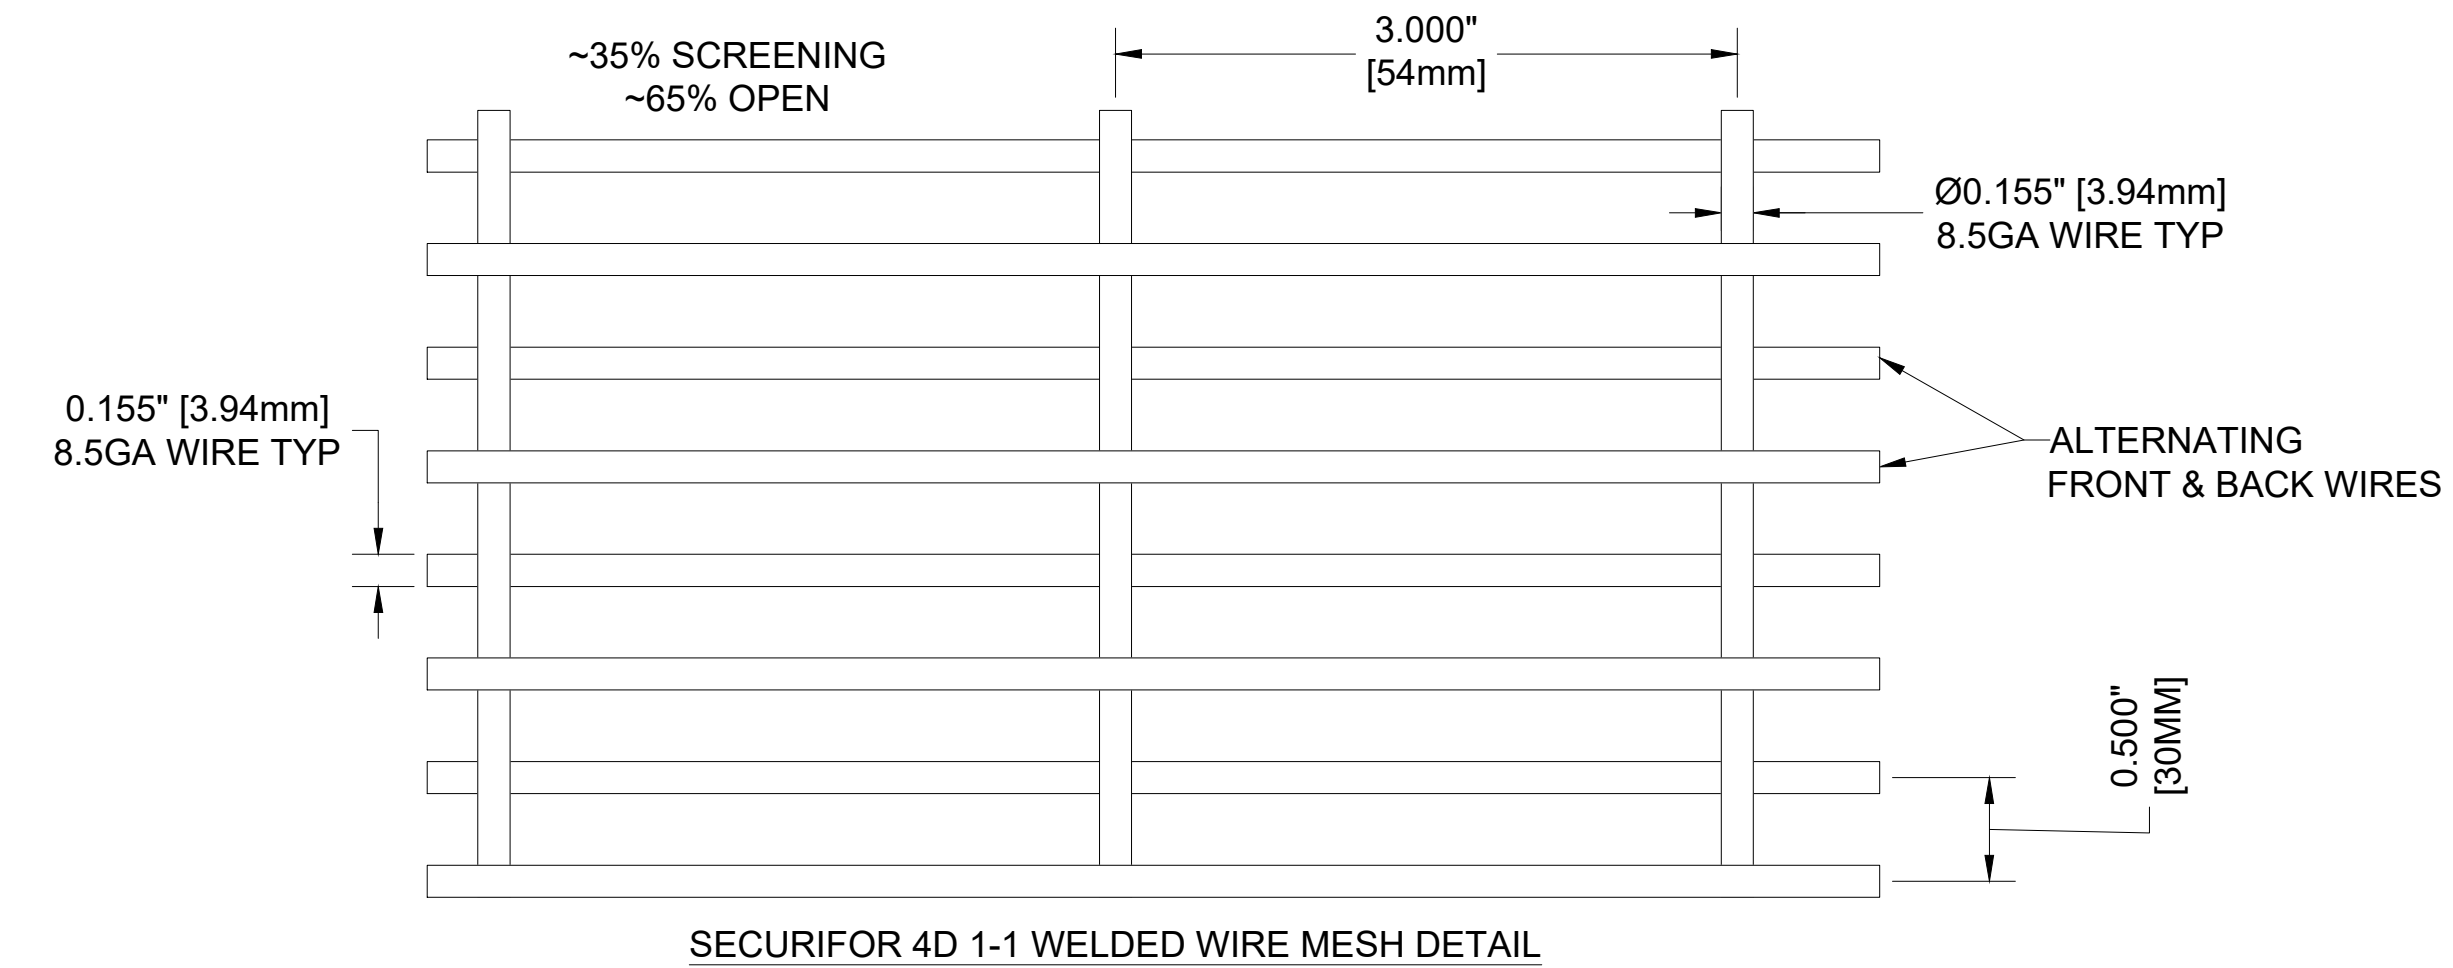 ~35% SCREENING
~65% OPEN
3.000"
[54mm]
Ø0.155" [3.94mm]
8.5GA WIRE TYP
0.155" [3.94mm]
8.5GA WIRE TYP
ALTERNATING
FRONT & BACK WIRES
0.500"
[30MM]
SECURIFOR 4D 1-1 WELDED WIRE MESH DETAIL